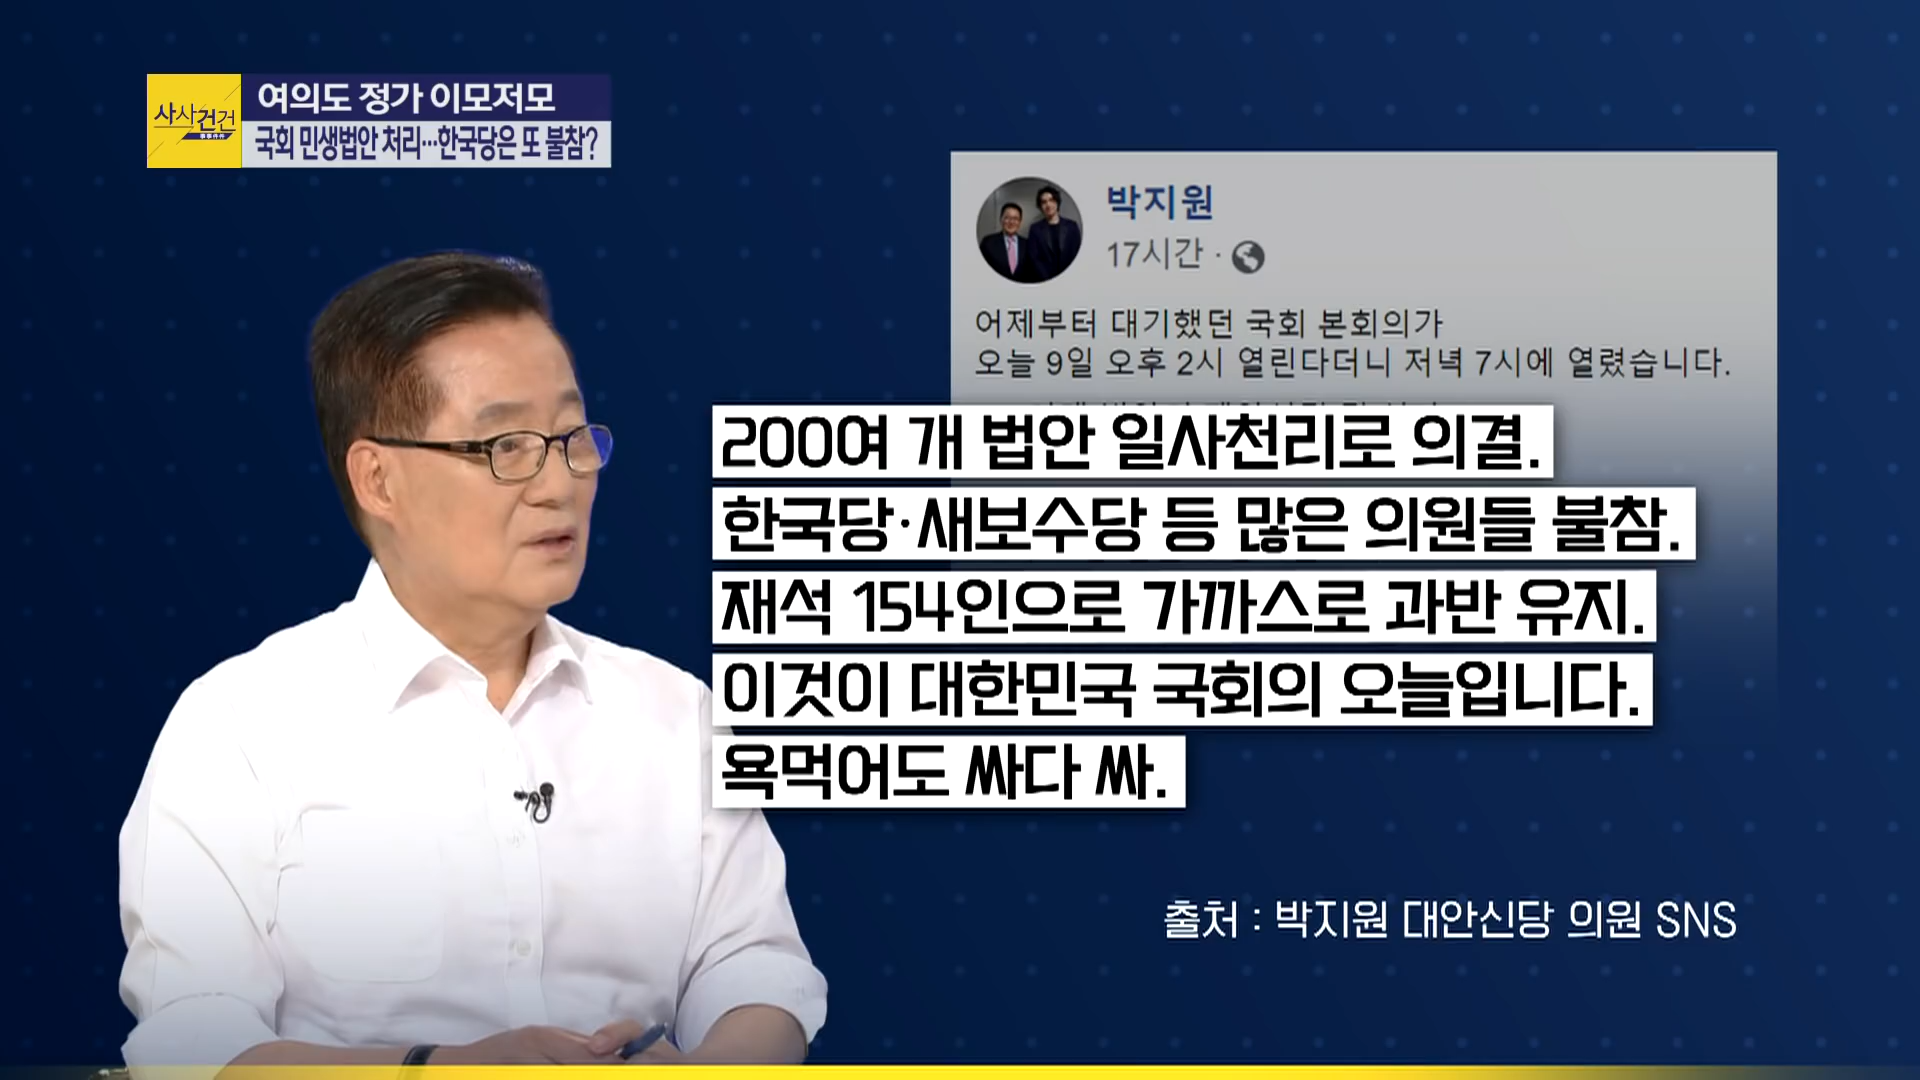 사사건건
여의도 정가 이모저모
국회 민생법안 처리…한국당은 또 불참?
박지원
17시간 ·
어제부터 대기했던 국회 본회의가
오늘 9일 오후 2시 열린다더니 저녁 7시에 열렸습니다.
200여 개 법안 일사천리로 의결.
한국당·새보수당 등 많은 의원들 불참.
재석 154인으로 가까스로 과반 유지.
이것이 대한민국 국회의 오늘입니다.
욕먹어도 싸다 싸.
출처 : 박지원 대안신당 의원 SNS